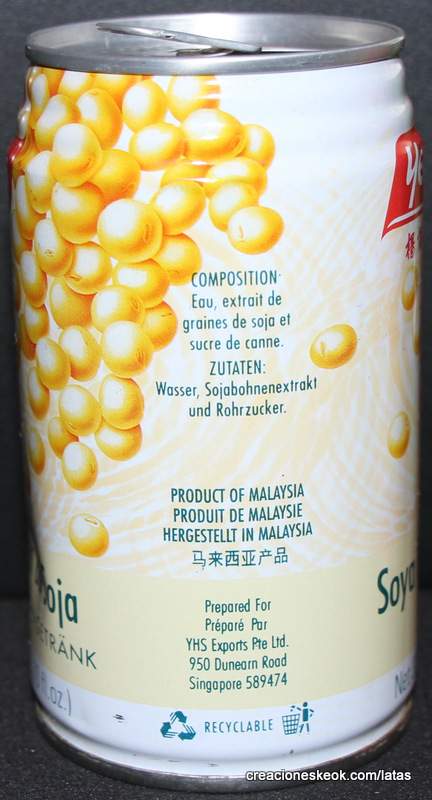 COMPOSITION:
Eau, extrait de
graines de soja et
sucre de canne.
ZUTATEN:
Wasser, Sojabohnenextrakt
und Rohrzucker.
PRODUCT OF MALAYSIA
PRODUIT DE MALAYSIE
HERGESTELLT IN MALAYSIA
马来西亚产品
soja
Prepared For
Préparé Par
YHS Exports Pte Ltd.
950 Dunearn Road
Singapore 589474
fl.oz.)
RECYCLABLE
creacioneskeok.com/latas